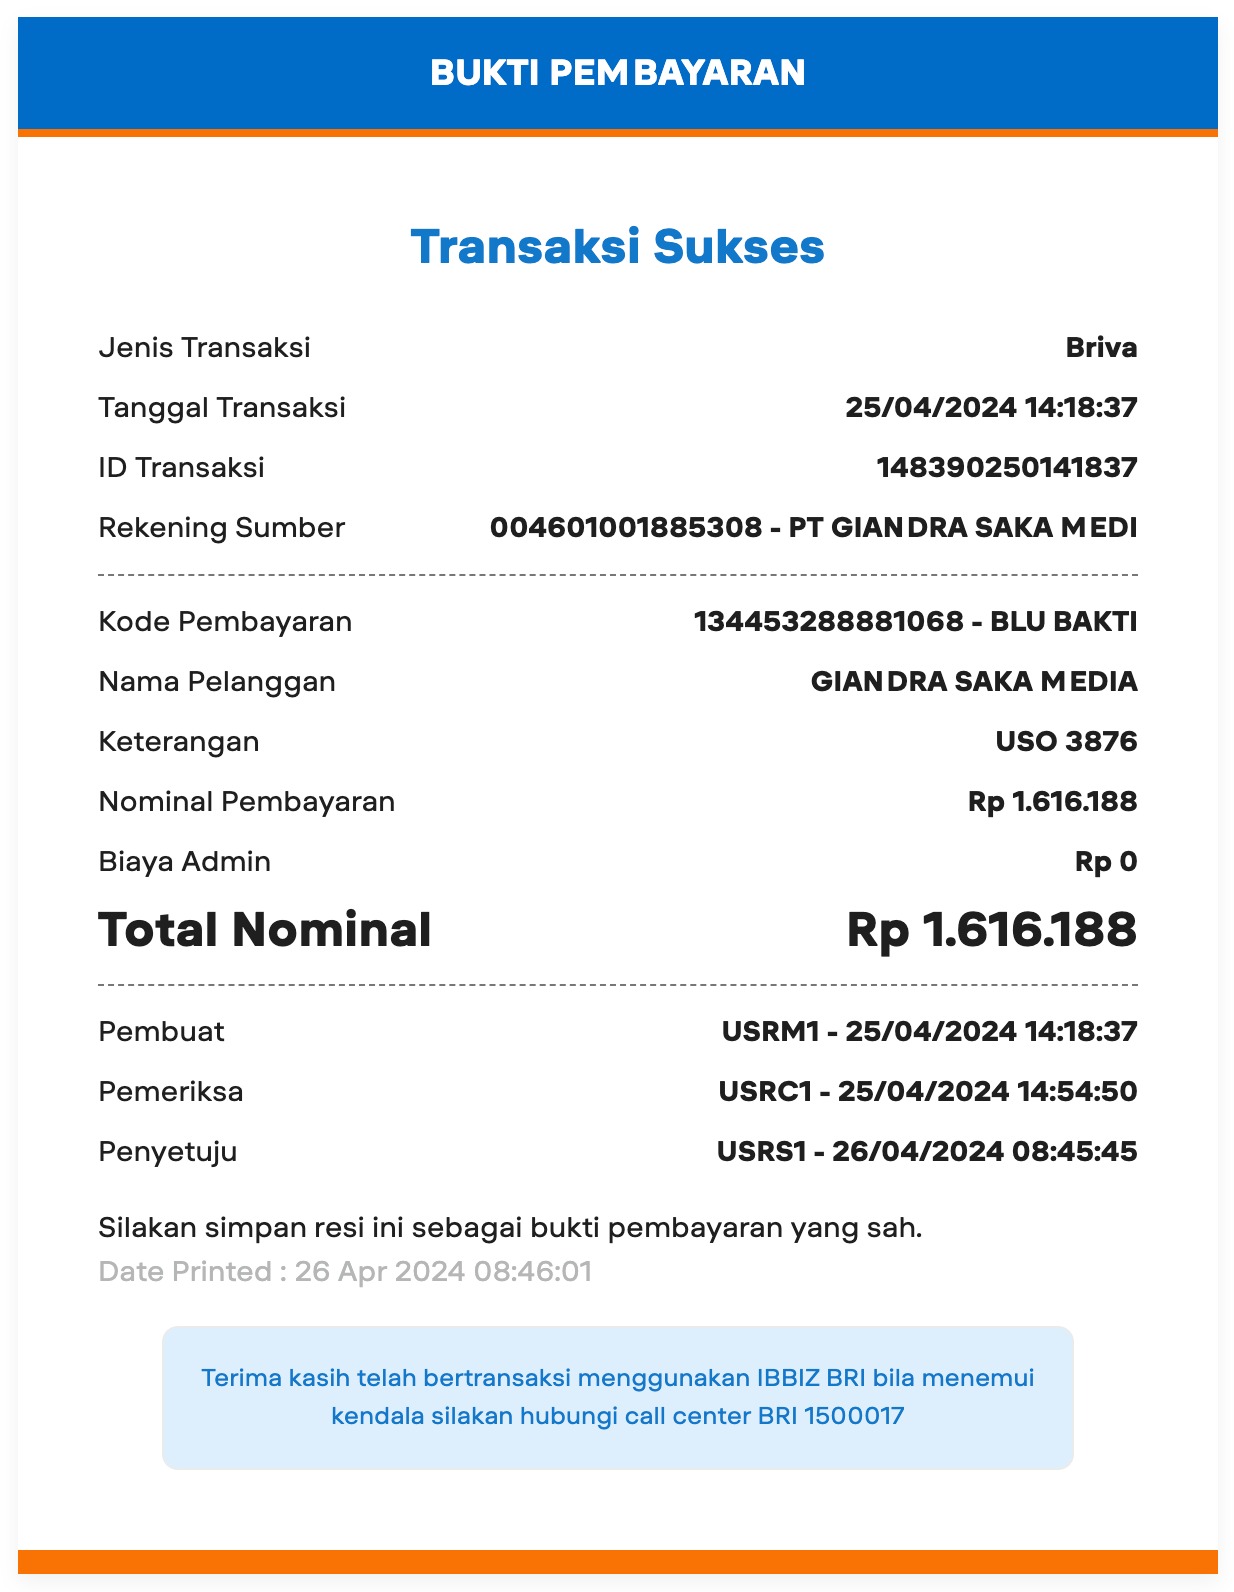 BUKTI PEMBAYARAN
Transaksi Sukses
Jenis Transaksi Briva
Tanggal Transaksi 25/04/2024 14:18:37
ID Transaksi 148390250141837
Rekening Sumber 004601001885308 - PT GIANDRA SAKA MEDI
Kode Pembayaran 134453288881068 - BLU BAKTI
Nama Pelanggan GIANDRA SAKA MEDIA
Keterangan USO 3876
Nominal Pembayaran Rp 1.616.188
Biaya Admin Rp 0
Total Nominal Rp 1.616.188
Pembuat USRM1 - 25/04/2024 14:18:37
Pemeriksa USRC1 - 25/04/2024 14:54:50
Penyetuju USRS1 - 26/04/2024 08:45:45
Silakan simpan resi ini sebagai bukti pembayaran yang sah.
Date Printed : 26 Apr 2024 08:46:01
Terima kasih telah bertransaksi menggunakan IBBIZ BRI bila menemui
kendala silakan hubungi call center BRI 1500017